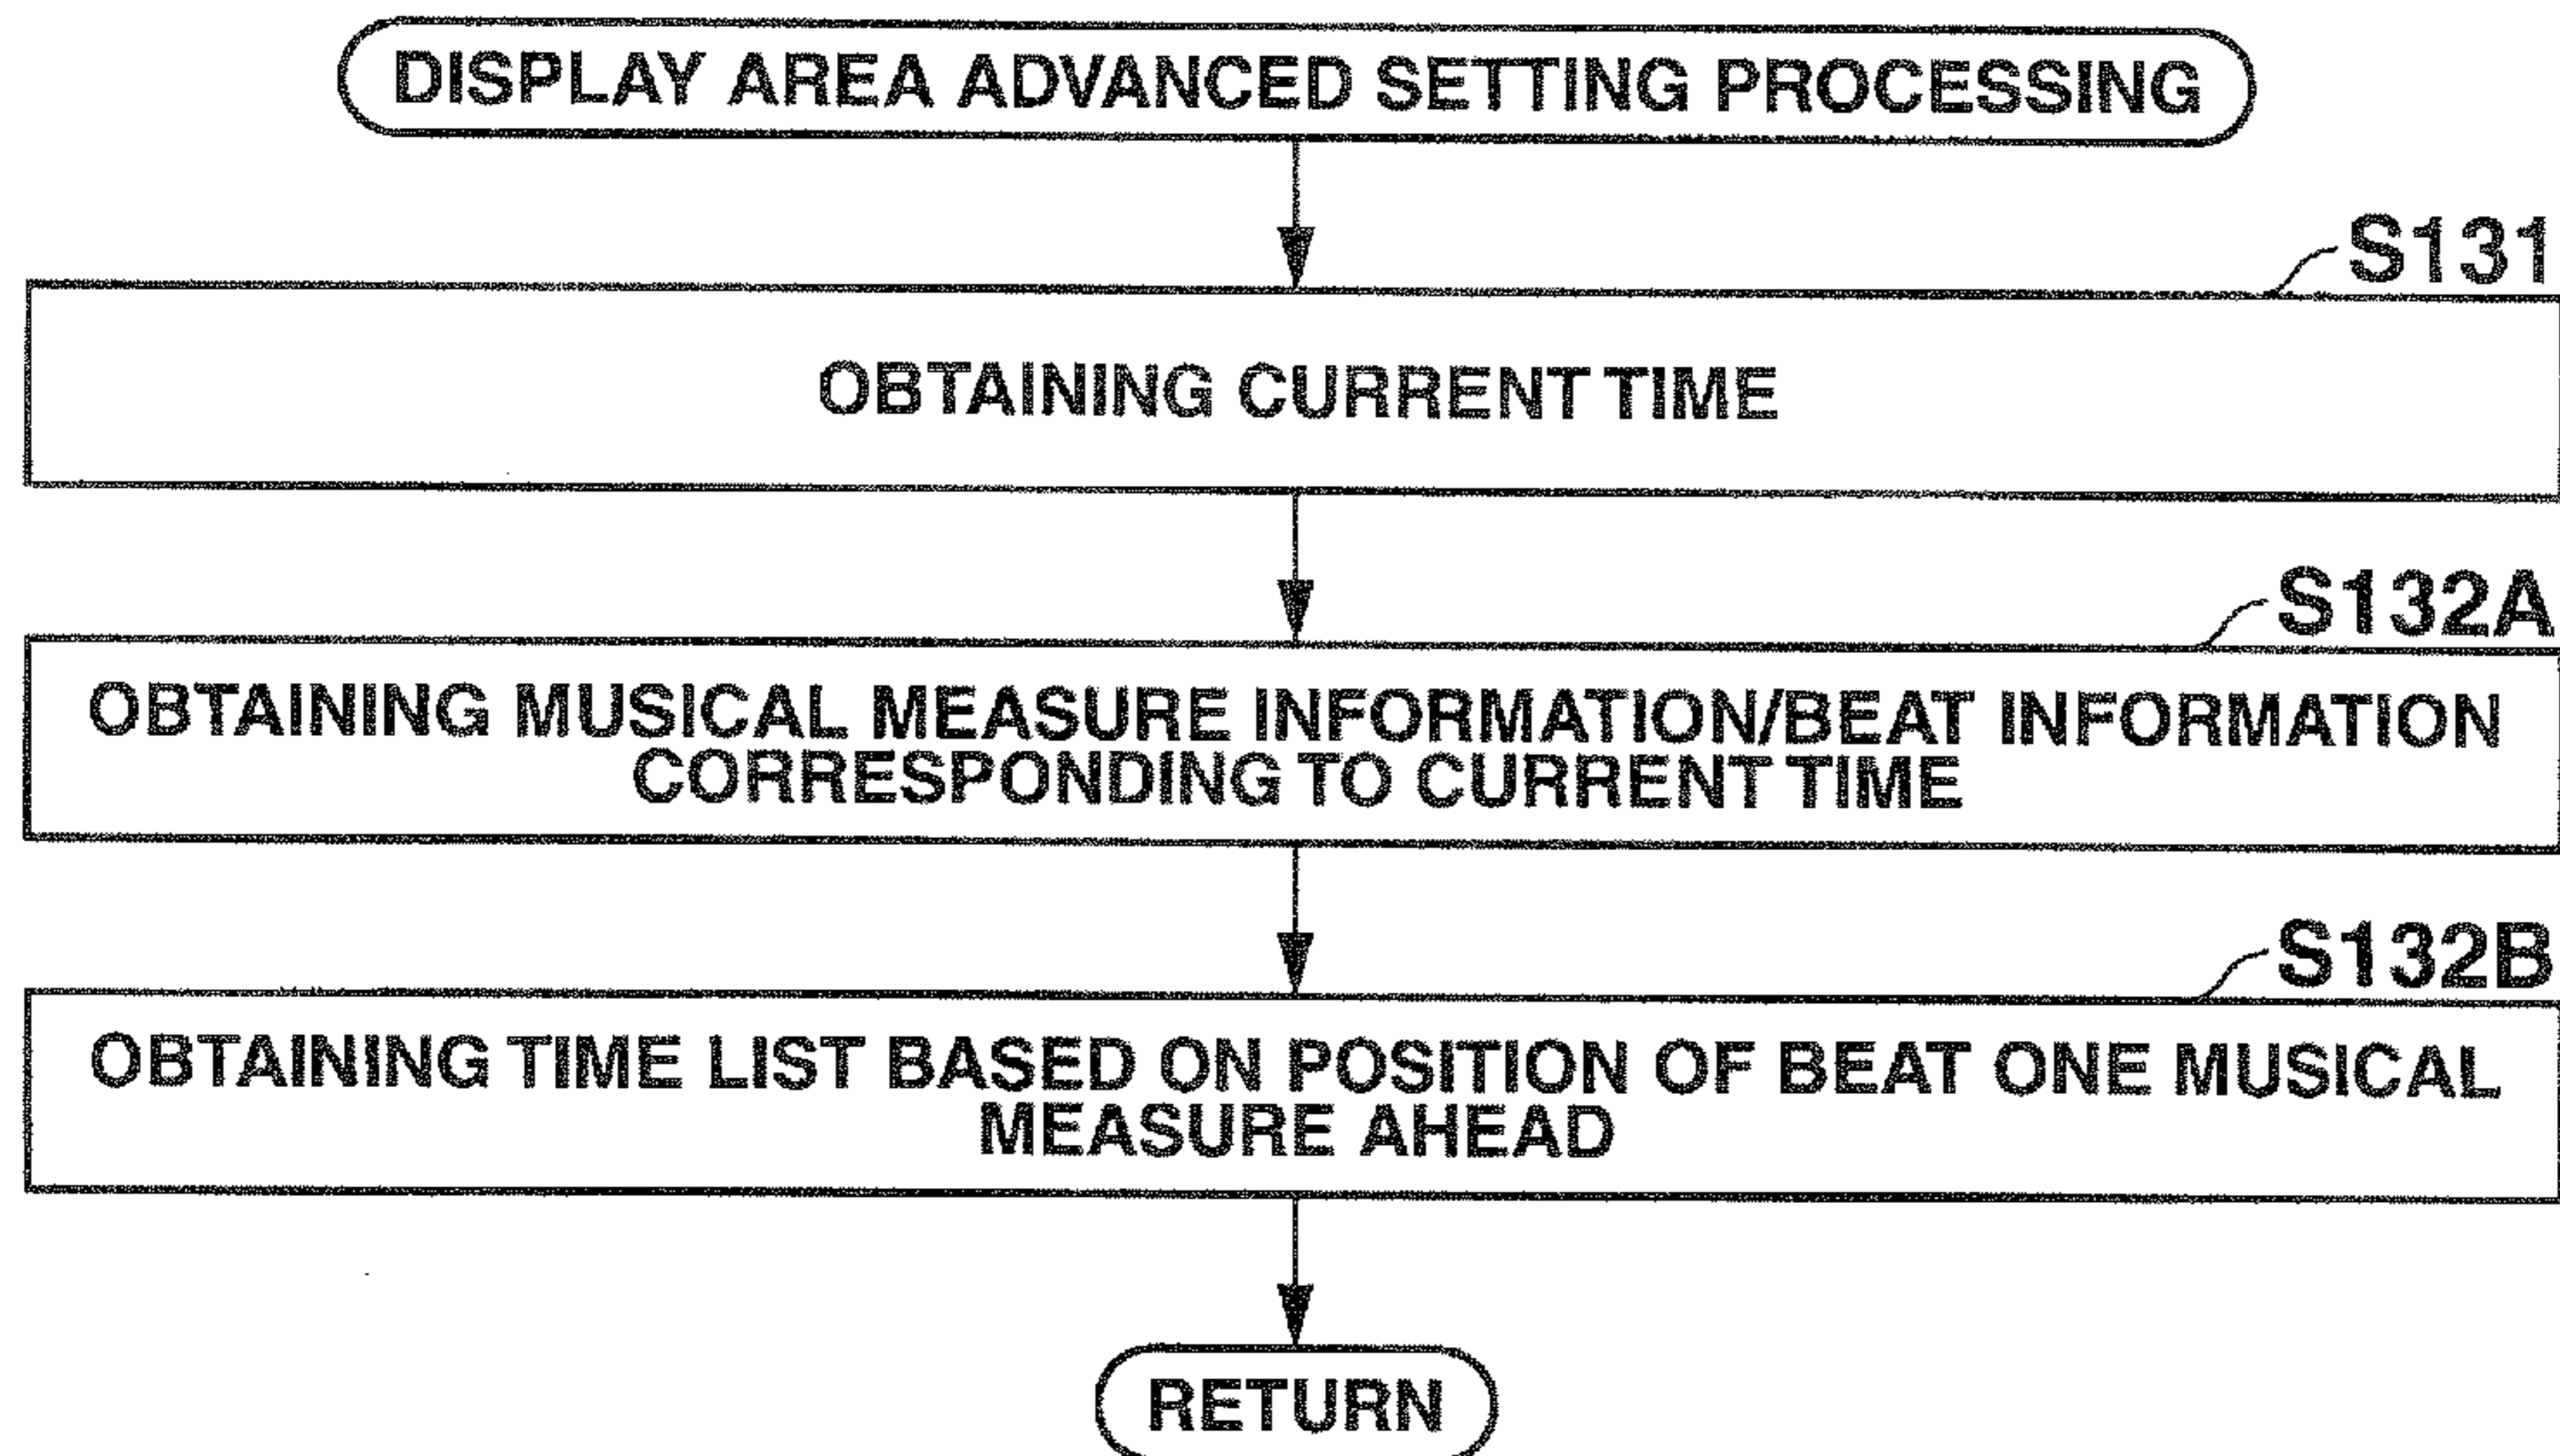 DISPLAY AREA ADVANCED SETTING PROCESSING
S131
OBTAINING CURRENT TIME
S132A
OBTAINING MUSICAL MEASURE INFORMATION/BEAT INFORMATION
CORRESPONDING TO CURRENT TIME
S132B
OBTAINING TIME LIST BASED ON POSITION OF BEAT ONE MUSICAL
MEASURE AHEAD
RETURN